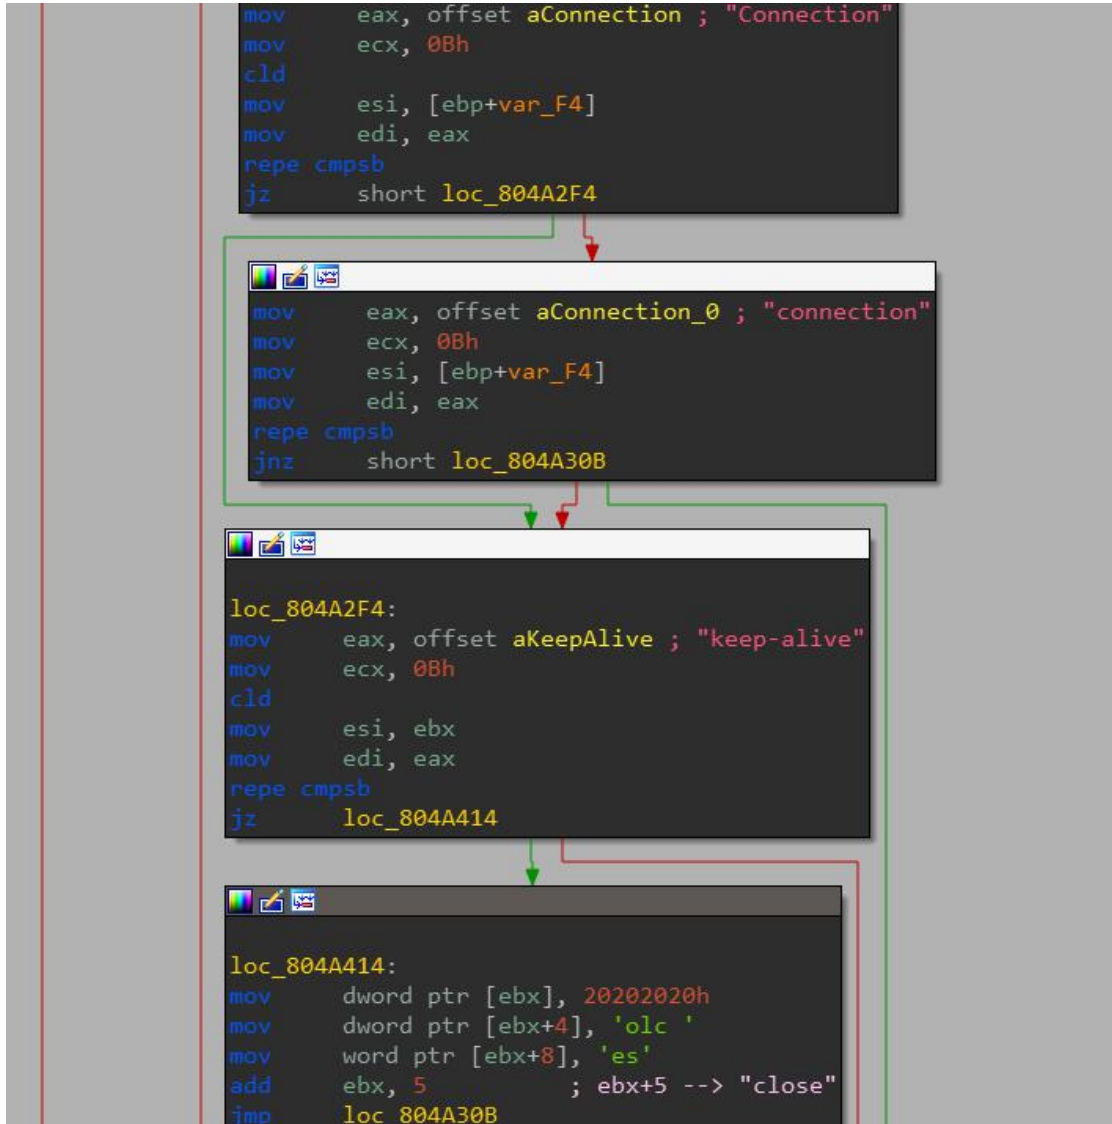 mov eax, offset aConnection ; "Connection"
mov ecx, 0Bh
cld
mov esi, [ebp+var_F4]
mov edi, eax
repe cmpsb
jz short loc_804A2F4
mov eax, offset aConnection_0 ; "connection"
mov ecx, 0Bh
mov esi, [ebp+var_F4]
mov edi, eax
repe cmpsb
jnz short loc_804A30B
loc_804A2F4:
mov eax, offset aKeepAlive ; "keep-alive"
mov ecx, 0Bh
cld
mov esi, ebx
mov edi, eax
repe cmpsb
jz loc_804A414
loc_804A414:
mov dword ptr [ebx], 20202020h
mov dword ptr [ebx+4], 'olc '
mov word ptr [ebx+8], 'es'
add ebx, 5 ; ebx+5 --> "close"
jmp loc_804A30B